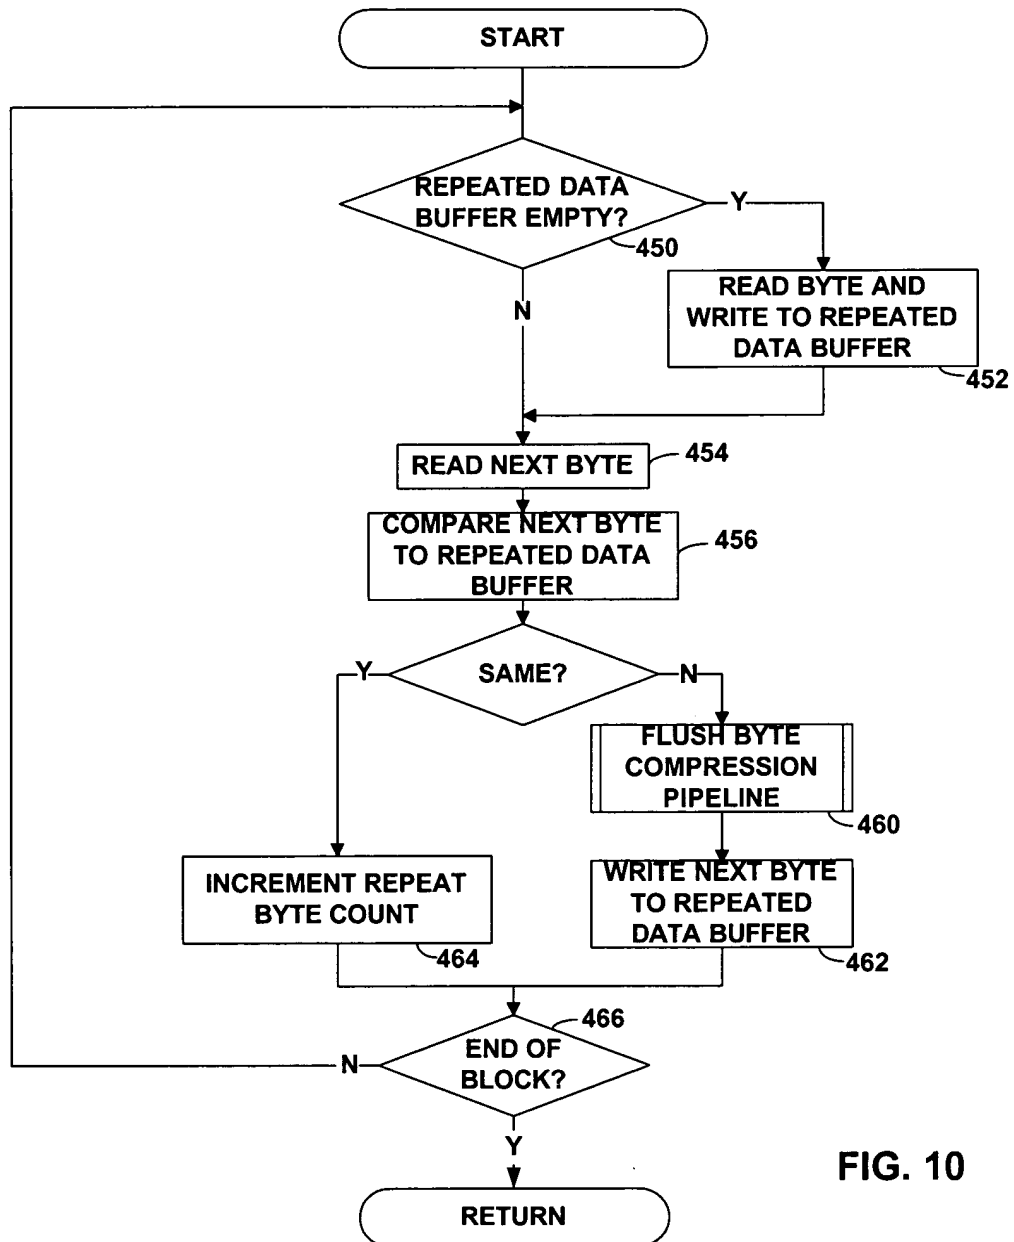 START
REPEATED DATA
BUFFER EMPTY?
Y
450
N
READ BYTE AND
WRITE TO REPEATED
DATA BUFFER
452
READ NEXT BYTE
454
COMPARE NEXT BYTE
TO REPEATED DATA
BUFFER
456
Y
SAME?
N
FLUSH BYTE
COMPRESSION
PIPELINE
460
INCREMENT REPEAT
BYTE COUNT
464
WRITE NEXT BYTE
TO REPEATED
DATA BUFFER
462
466
END OF
BLOCK?
N
Y
RETURN
FIG. 10